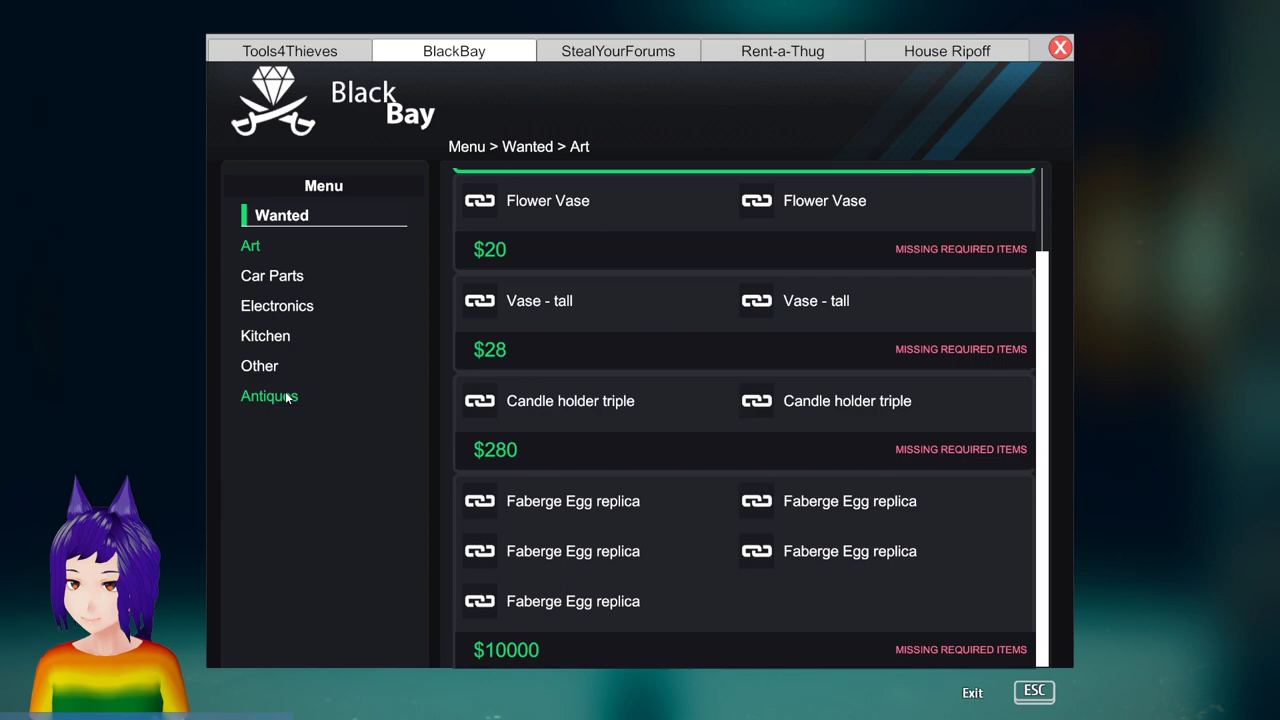 Tools4Thieves BlackBay StealYourForums Rent-a-Thug House Ripoff X
Black
Bay
Menu > Wanted > Art
Menu
Wanted
Art
Car Parts
Electronics
Kitchen
Other
Antiques
Flower Vase Flower Vase
$20 MISSING REQUIRED ITEMS
Vase - tall Vase - tall
$28 MISSING REQUIRED ITEMS
Candle holder triple Candle holder triple
$280 MISSING REQUIRED ITEMS
Faberge Egg replica Faberge Egg replica
Faberge Egg replica Faberge Egg replica
Faberge Egg replica
$10000 MISSING REQUIRED ITEMS
Exit ESC